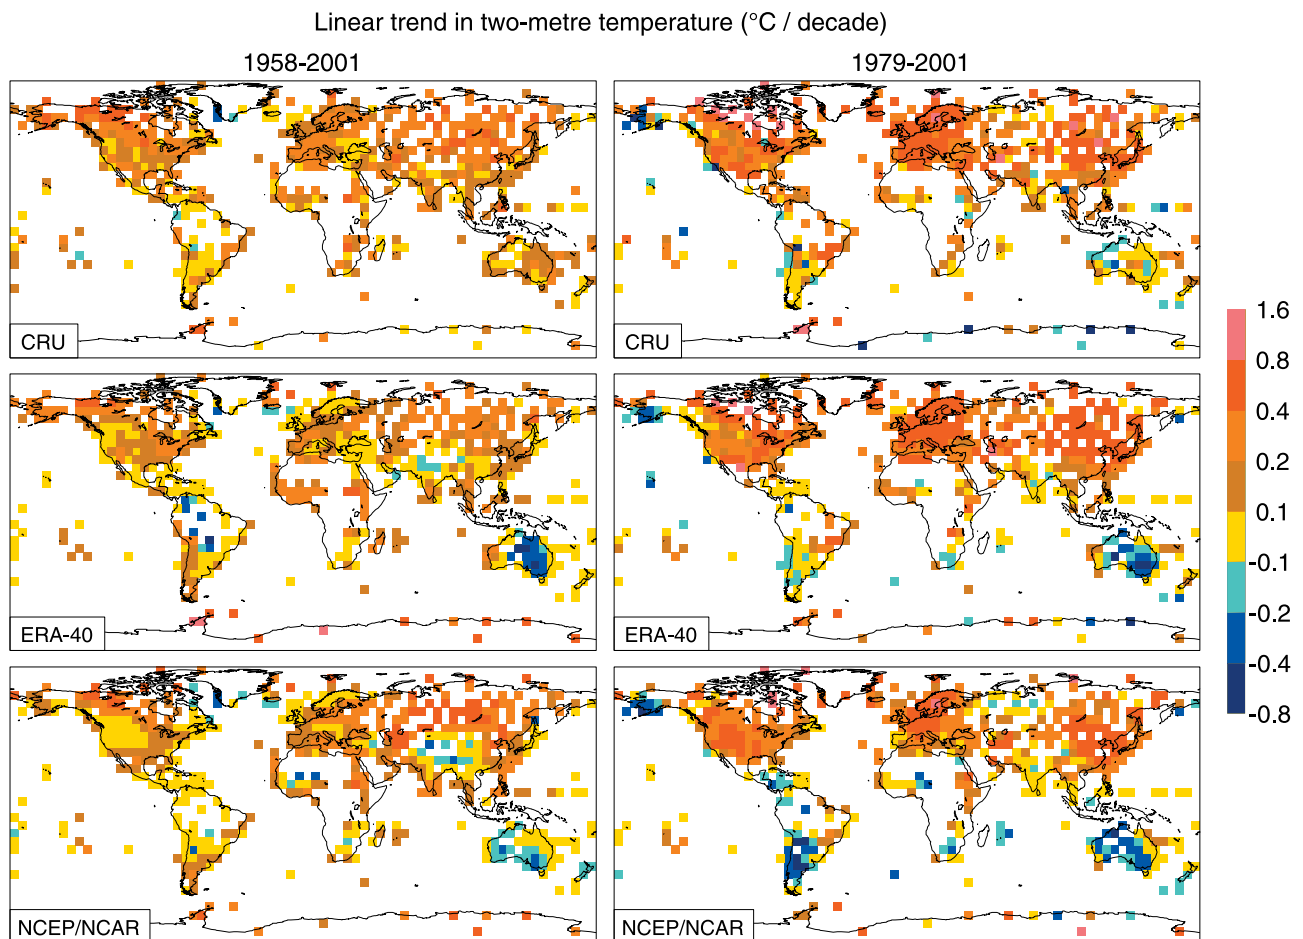 Linear trend in two-metre temperature (°C / decade)
1958-2001
1979-2001
CRU
CRU
ERA-40
ERA-40
NCEP/NCAR
NCEP/NCAR
1.6
0.8
0.4
0.2
0.1
-0.1
-0.2
-0.4
-0.8